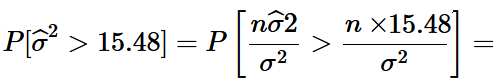 P[σ̂² > 15.48] = P[nσ̂2/σ² > n ×15.48/σ²] =